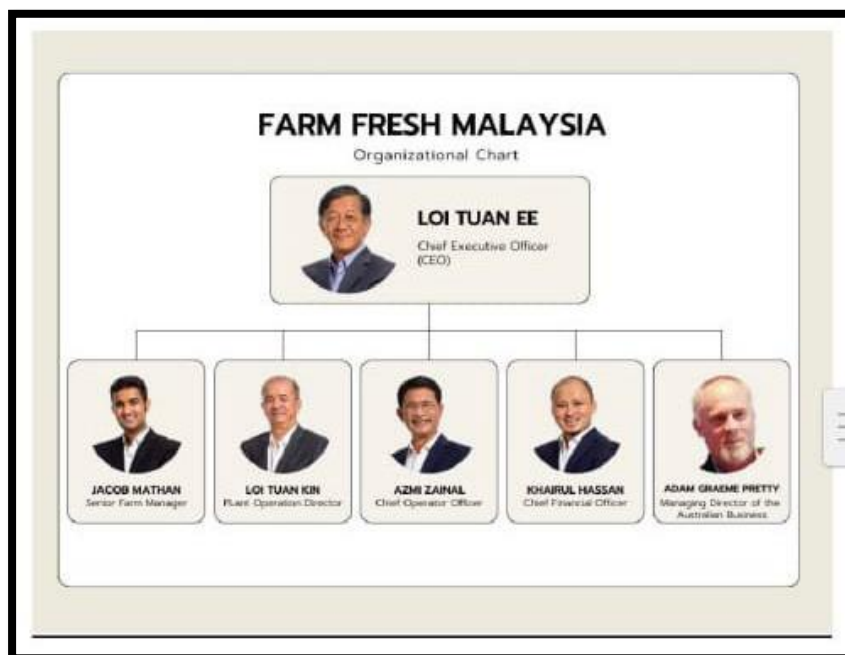 FARM FRESH MALAYSIA
Organizational Chart
LOI TUAN EE
Chief Executive Officer
(CEO)
JACOB MATHAN
Senior Farm Manager
LOI TUAN KIN
Plant Operation Director
AZMI ZAINAL
Chief Operator Officer
KHAIRUL HASSAN
Chief Financial Officer
ADAM GRAEME PRETTY
Managing Director of the
Australian Business